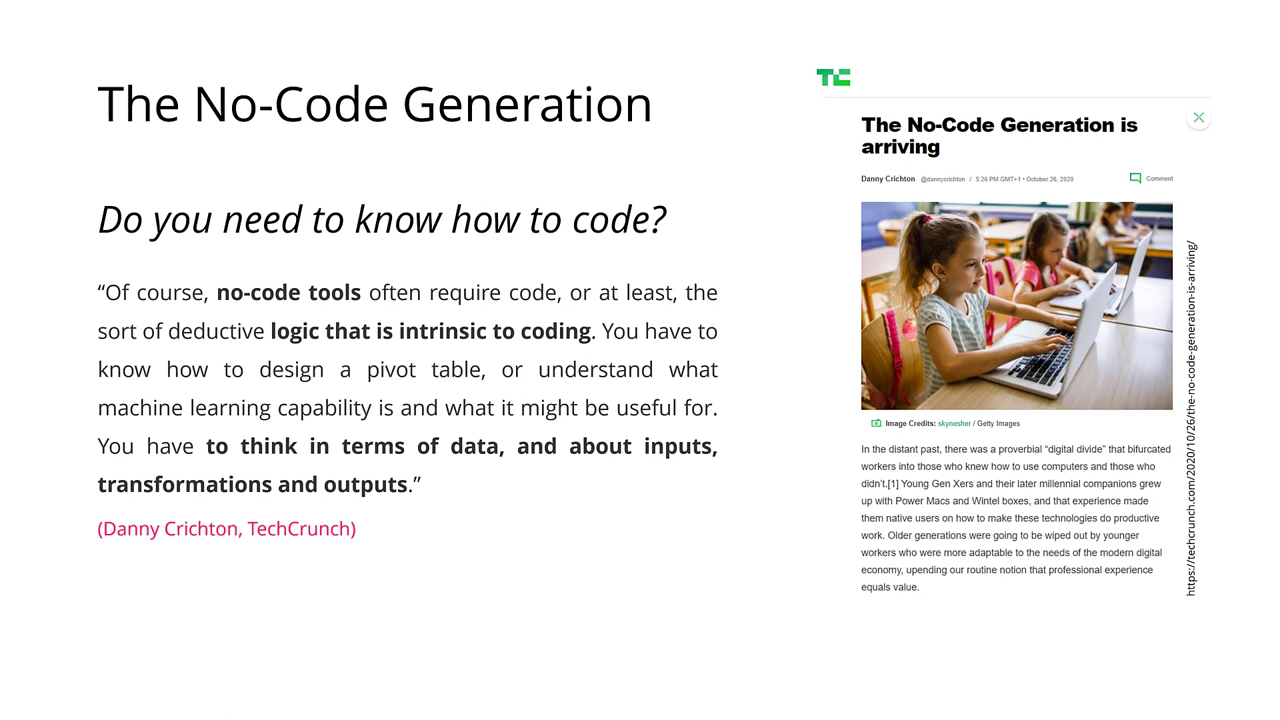 The No-Code Generation
Do you need to know how to code?
“Of course, no-code tools often require code, or at least, the
sort of deductive logic that is intrinsic to coding. You have to
know how to design a pivot table, or understand what
machine learning capability is and what it might be useful for.
You have to think in terms of data, and about inputs,
transformations and outputs.”
(Danny Crichton, TechCrunch)
TC
The No-Code Generation is
arriving
Danny Crichton @dannycrichton / 5:26 PM GMT+1 • October 26, 2020 Comment
Image Credits: skynesher / Getty Images
In the distant past, there was a proverbial “digital divide” that bifurcated
workers into those who knew how to use computers and those who
didn’t.[1] Young Gen Xers and their later millennial companions grew
up with Power Macs and Wintel boxes, and that experience made
them native users on how to make these technologies do productive
work. Older generations were going to be wiped out by younger
workers who were more adaptable to the needs of the modern digital
economy, upending our routine notion that professional experience
equals value.
https://techcrunch.com/2020/10/26/the-no-code-generation-is-arriving/